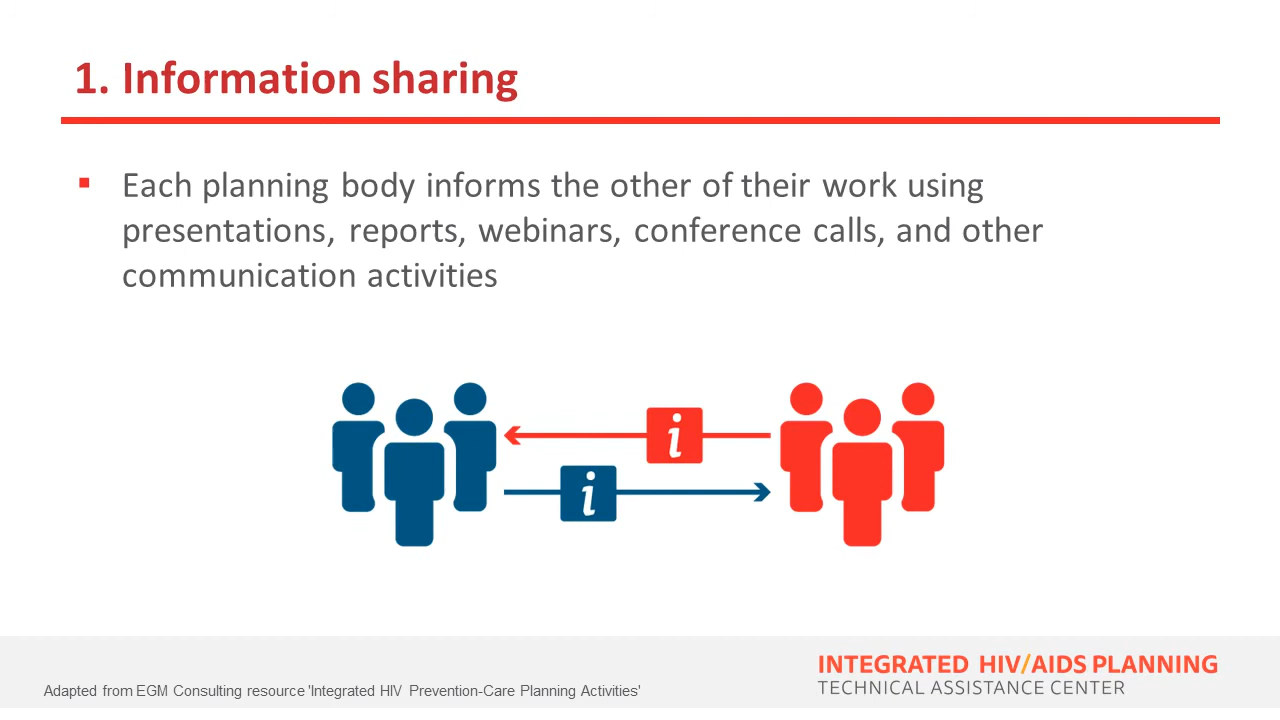 1. Information sharing
▪ Each planning body informs the other of their work using
presentations, reports, webinars, conference calls, and other
communication activities
i
i
Adapted from EGM Consulting resource 'Integrated HIV Prevention-Care Planning Activities'
INTEGRATED HIV/AIDS PLANNING
TECHNICAL ASSISTANCE CENTER